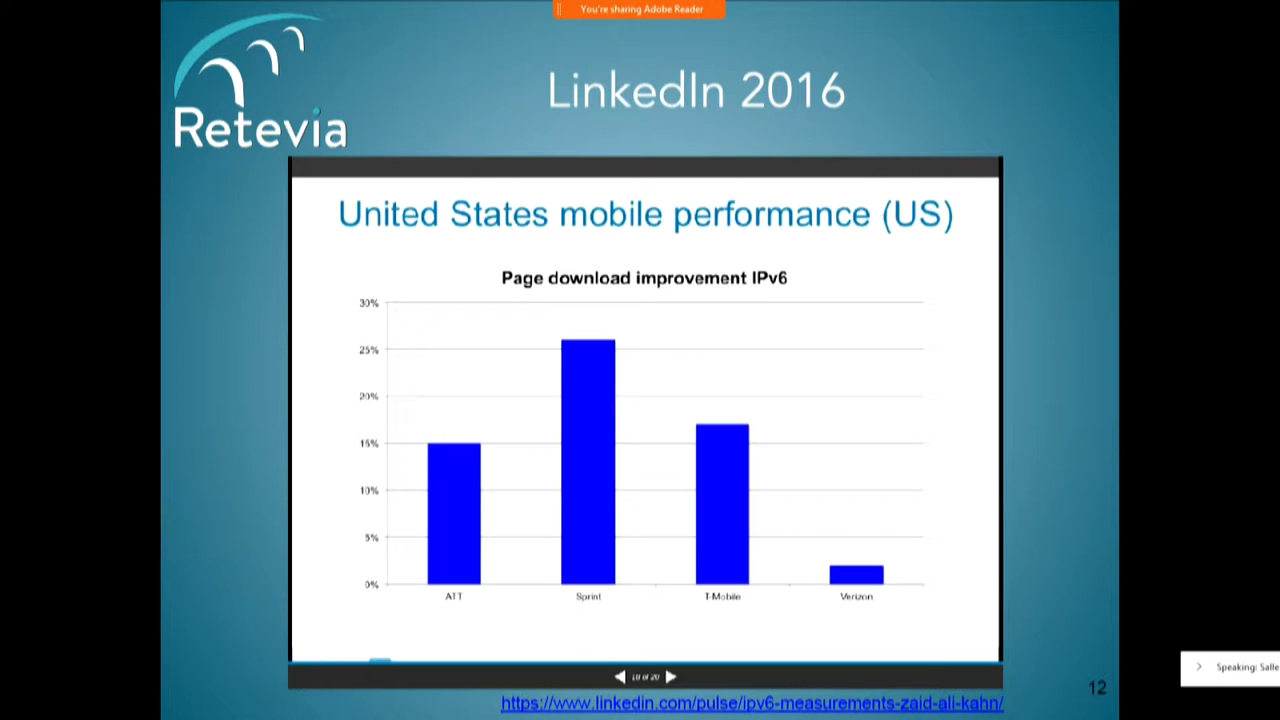 You're sharing Adobe Reader
Retevia
LinkedIn 2016
United States mobile performance (US)
Page download improvement IPv6
30%
25%
20%
15%
10%
5%
0%
ATT
Sprint
T-Mobile
Verizon
https://www.linkedin.com/pulse/ipv6-measurements-zaid-ali-kahn/
12
Speaking: Salle